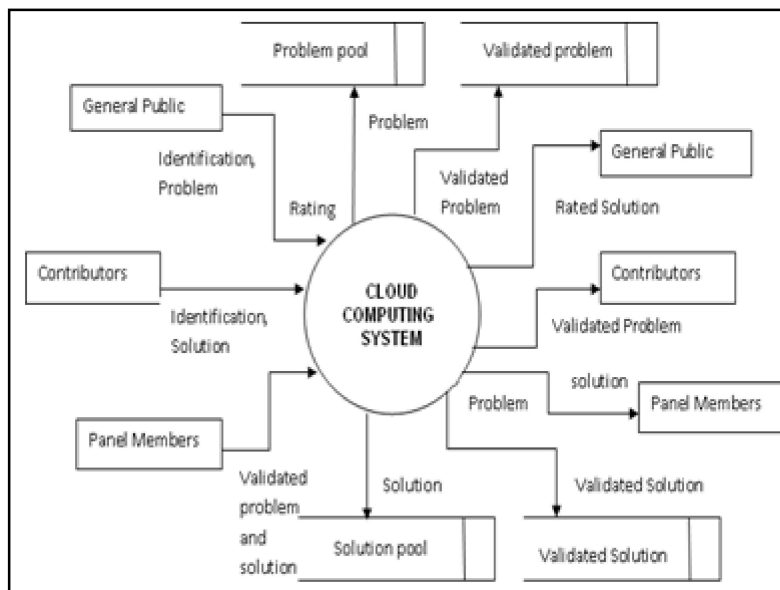 Problem pool
Validated problem
General Public
Problem
Identification,
Problem
Validated
Problem
General Public
Rating
Rated Solution
Contributors
CLOUD
COMPUTING
SYSTEM
Contributors
Identification,
Solution
Validated Problem
Problem
solution
Panel Members
Panel Members
Validated
problem
and
solution
Solution
Validated Solution
Solution pool
Validated Solution